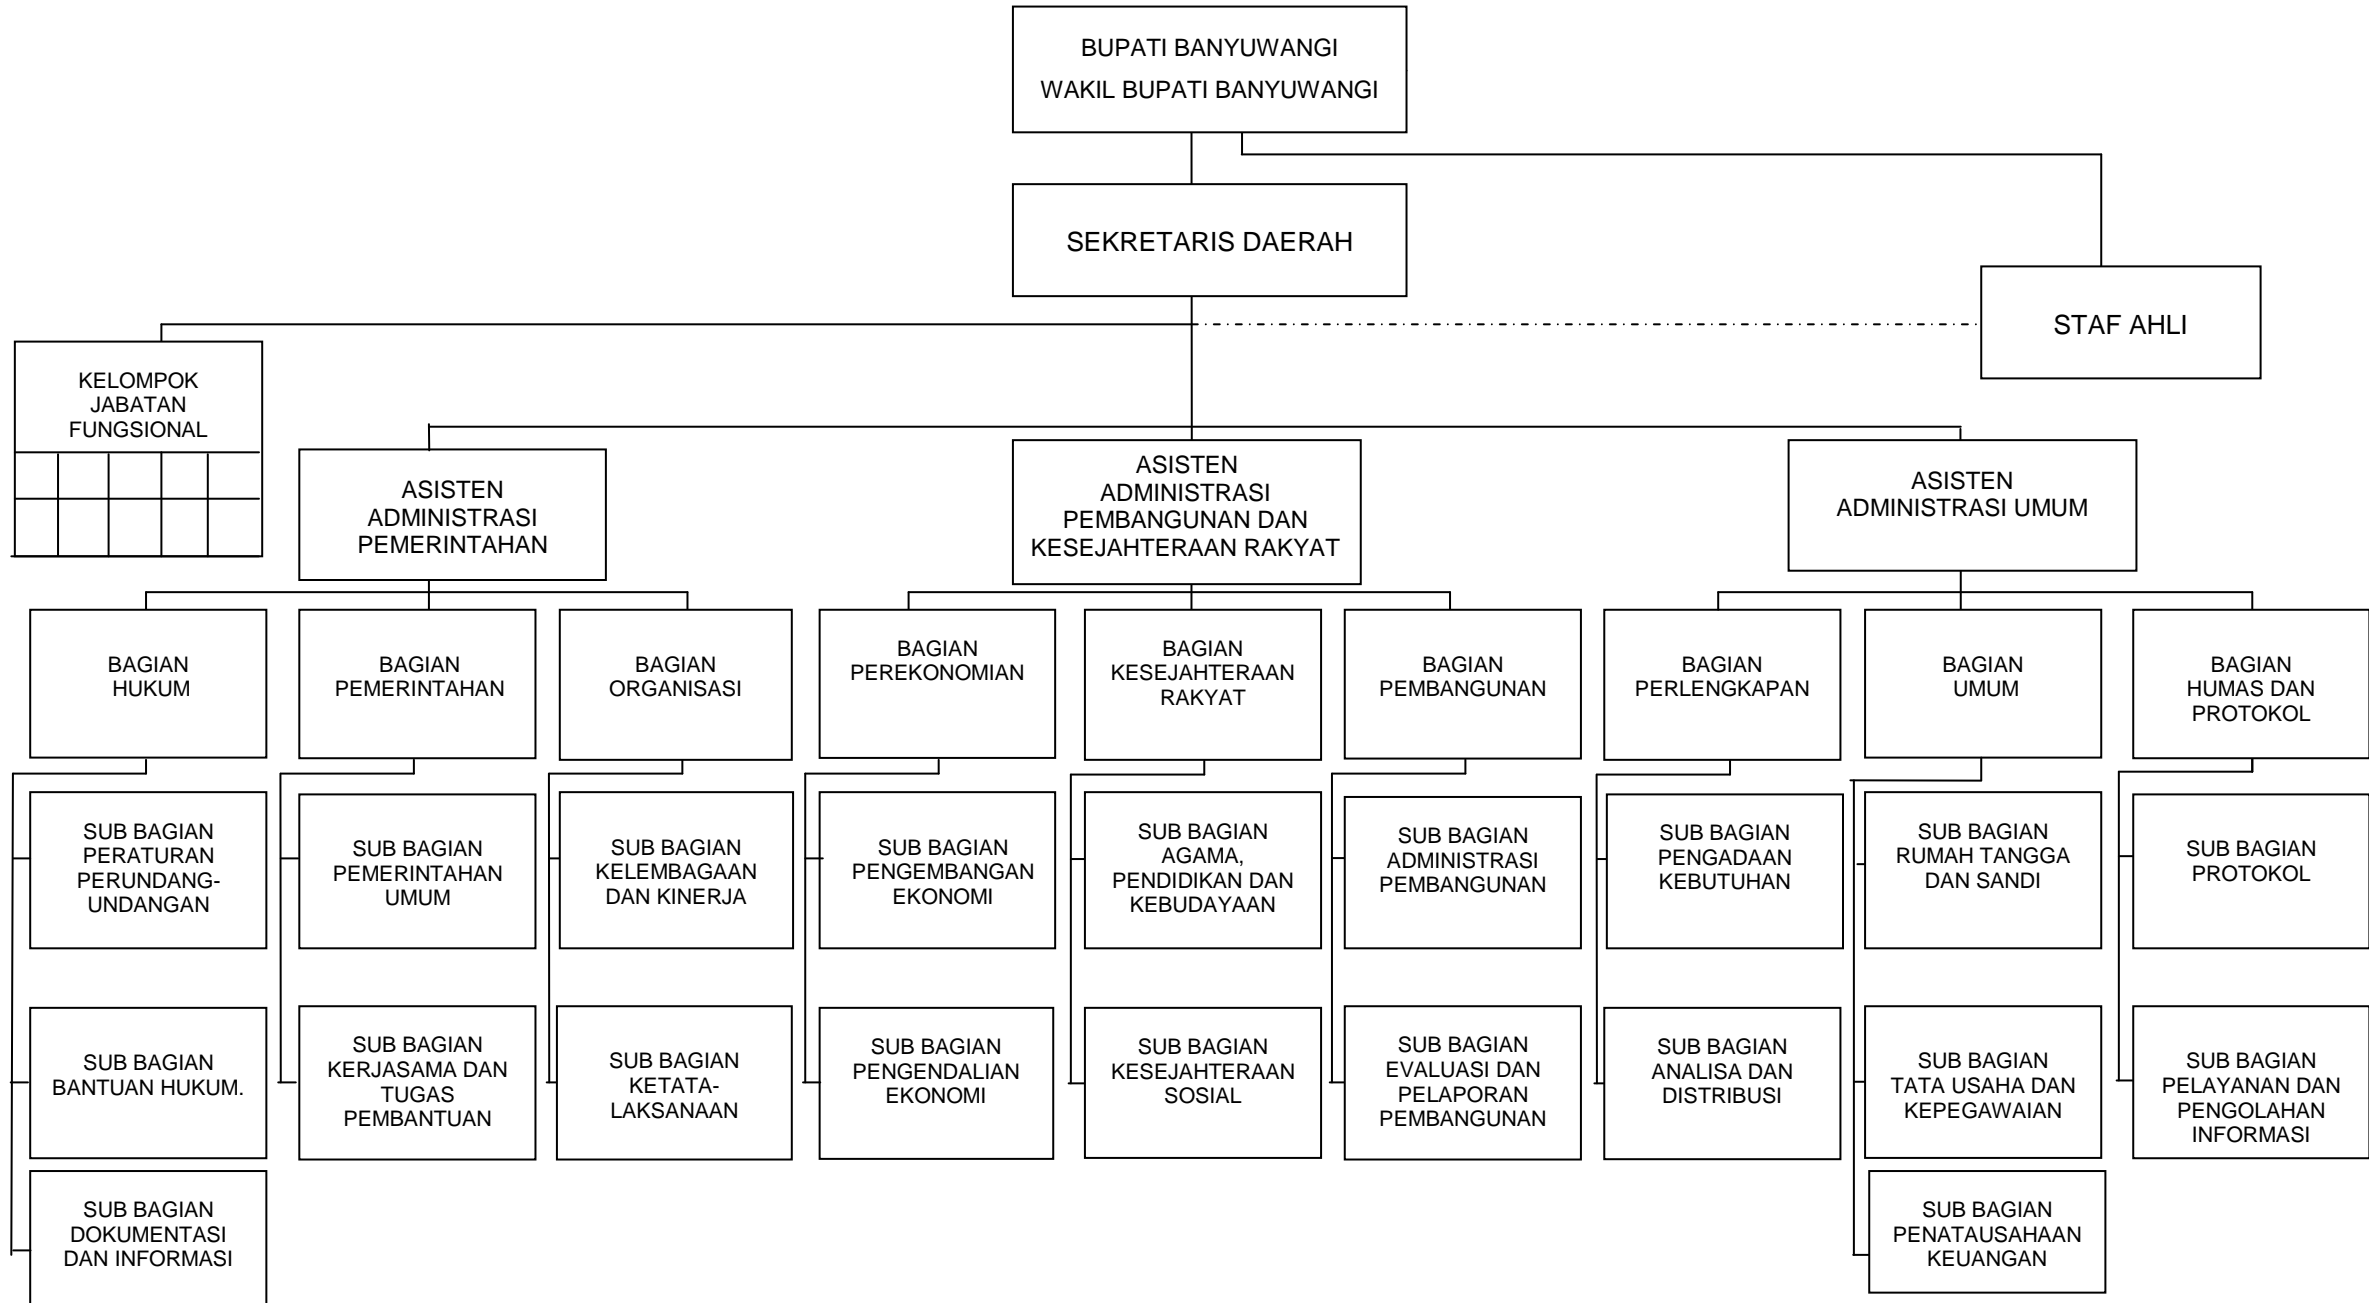 BUPATI BANYUWANGI
WAKIL BUPATI BANYUWANGI
SEKRETARIS DAERAH
STAF AHLI
KELOMPOK
JABATAN
FUNGSIONAL
ASISTEN
ADMINISTRASI
PEMERINTAHAN
ASISTEN
ADMINISTRASI
PEMBANGUNAN DAN
KESEJAHTERAAN RAKYAT
ASISTEN
ADMINISTRASI UMUM
BAGIAN
HUKUM
BAGIAN
PEMERINTAHAN
BAGIAN
ORGANISASI
BAGIAN
PEREKONOMIAN
BAGIAN
KESEJAHTERAAN
RAKYAT
BAGIAN
PEMBANGUNAN
BAGIAN
PERLENGKAPAN
BAGIAN
UMUM
BAGIAN
HUMAS DAN
PROTOKOL
SUB BAGIAN
PERATURAN
PERUNDANG-
UNDANGAN
SUB BAGIAN
PEMERINTAHAN
UMUM
SUB BAGIAN
KELEMBAGAAN
DAN KINERJA
SUB BAGIAN
PENGEMBANGAN
EKONOMI
SUB BAGIAN
AGAMA,
PENDIDIKAN DAN
KEBUDAYAAN
SUB BAGIAN
ADMINISTRASI
PEMBANGUNAN
SUB BAGIAN
PENGADAAN
KEBUTUHAN
SUB BAGIAN
RUMAH TANGGA
DAN SANDI
SUB BAGIAN
PROTOKOL
SUB BAGIAN
BANTUAN HUKUM.
SUB BAGIAN
KERJASAMA DAN
TUGAS
PEMBANTUAN
SUB BAGIAN
KETATA-
LAKSANAAN
SUB BAGIAN
PENGENDALIAN
EKONOMI
SUB BAGIAN
KESEJAHTERAAN
SOSIAL
SUB BAGIAN
EVALUASI DAN
PELAPORAN
PEMBANGUNAN
SUB BAGIAN
ANALISA DAN
DISTRIBUSI
SUB BAGIAN
TATA USAHA DAN
KEPEGAWAIAN
SUB BAGIAN
PELAYANAN DAN
PENGOLAHAN
INFORMASI
SUB BAGIAN
DOKUMENTASI
DAN INFORMASI
SUB BAGIAN
PENATAUSAHAAN
KEUANGAN